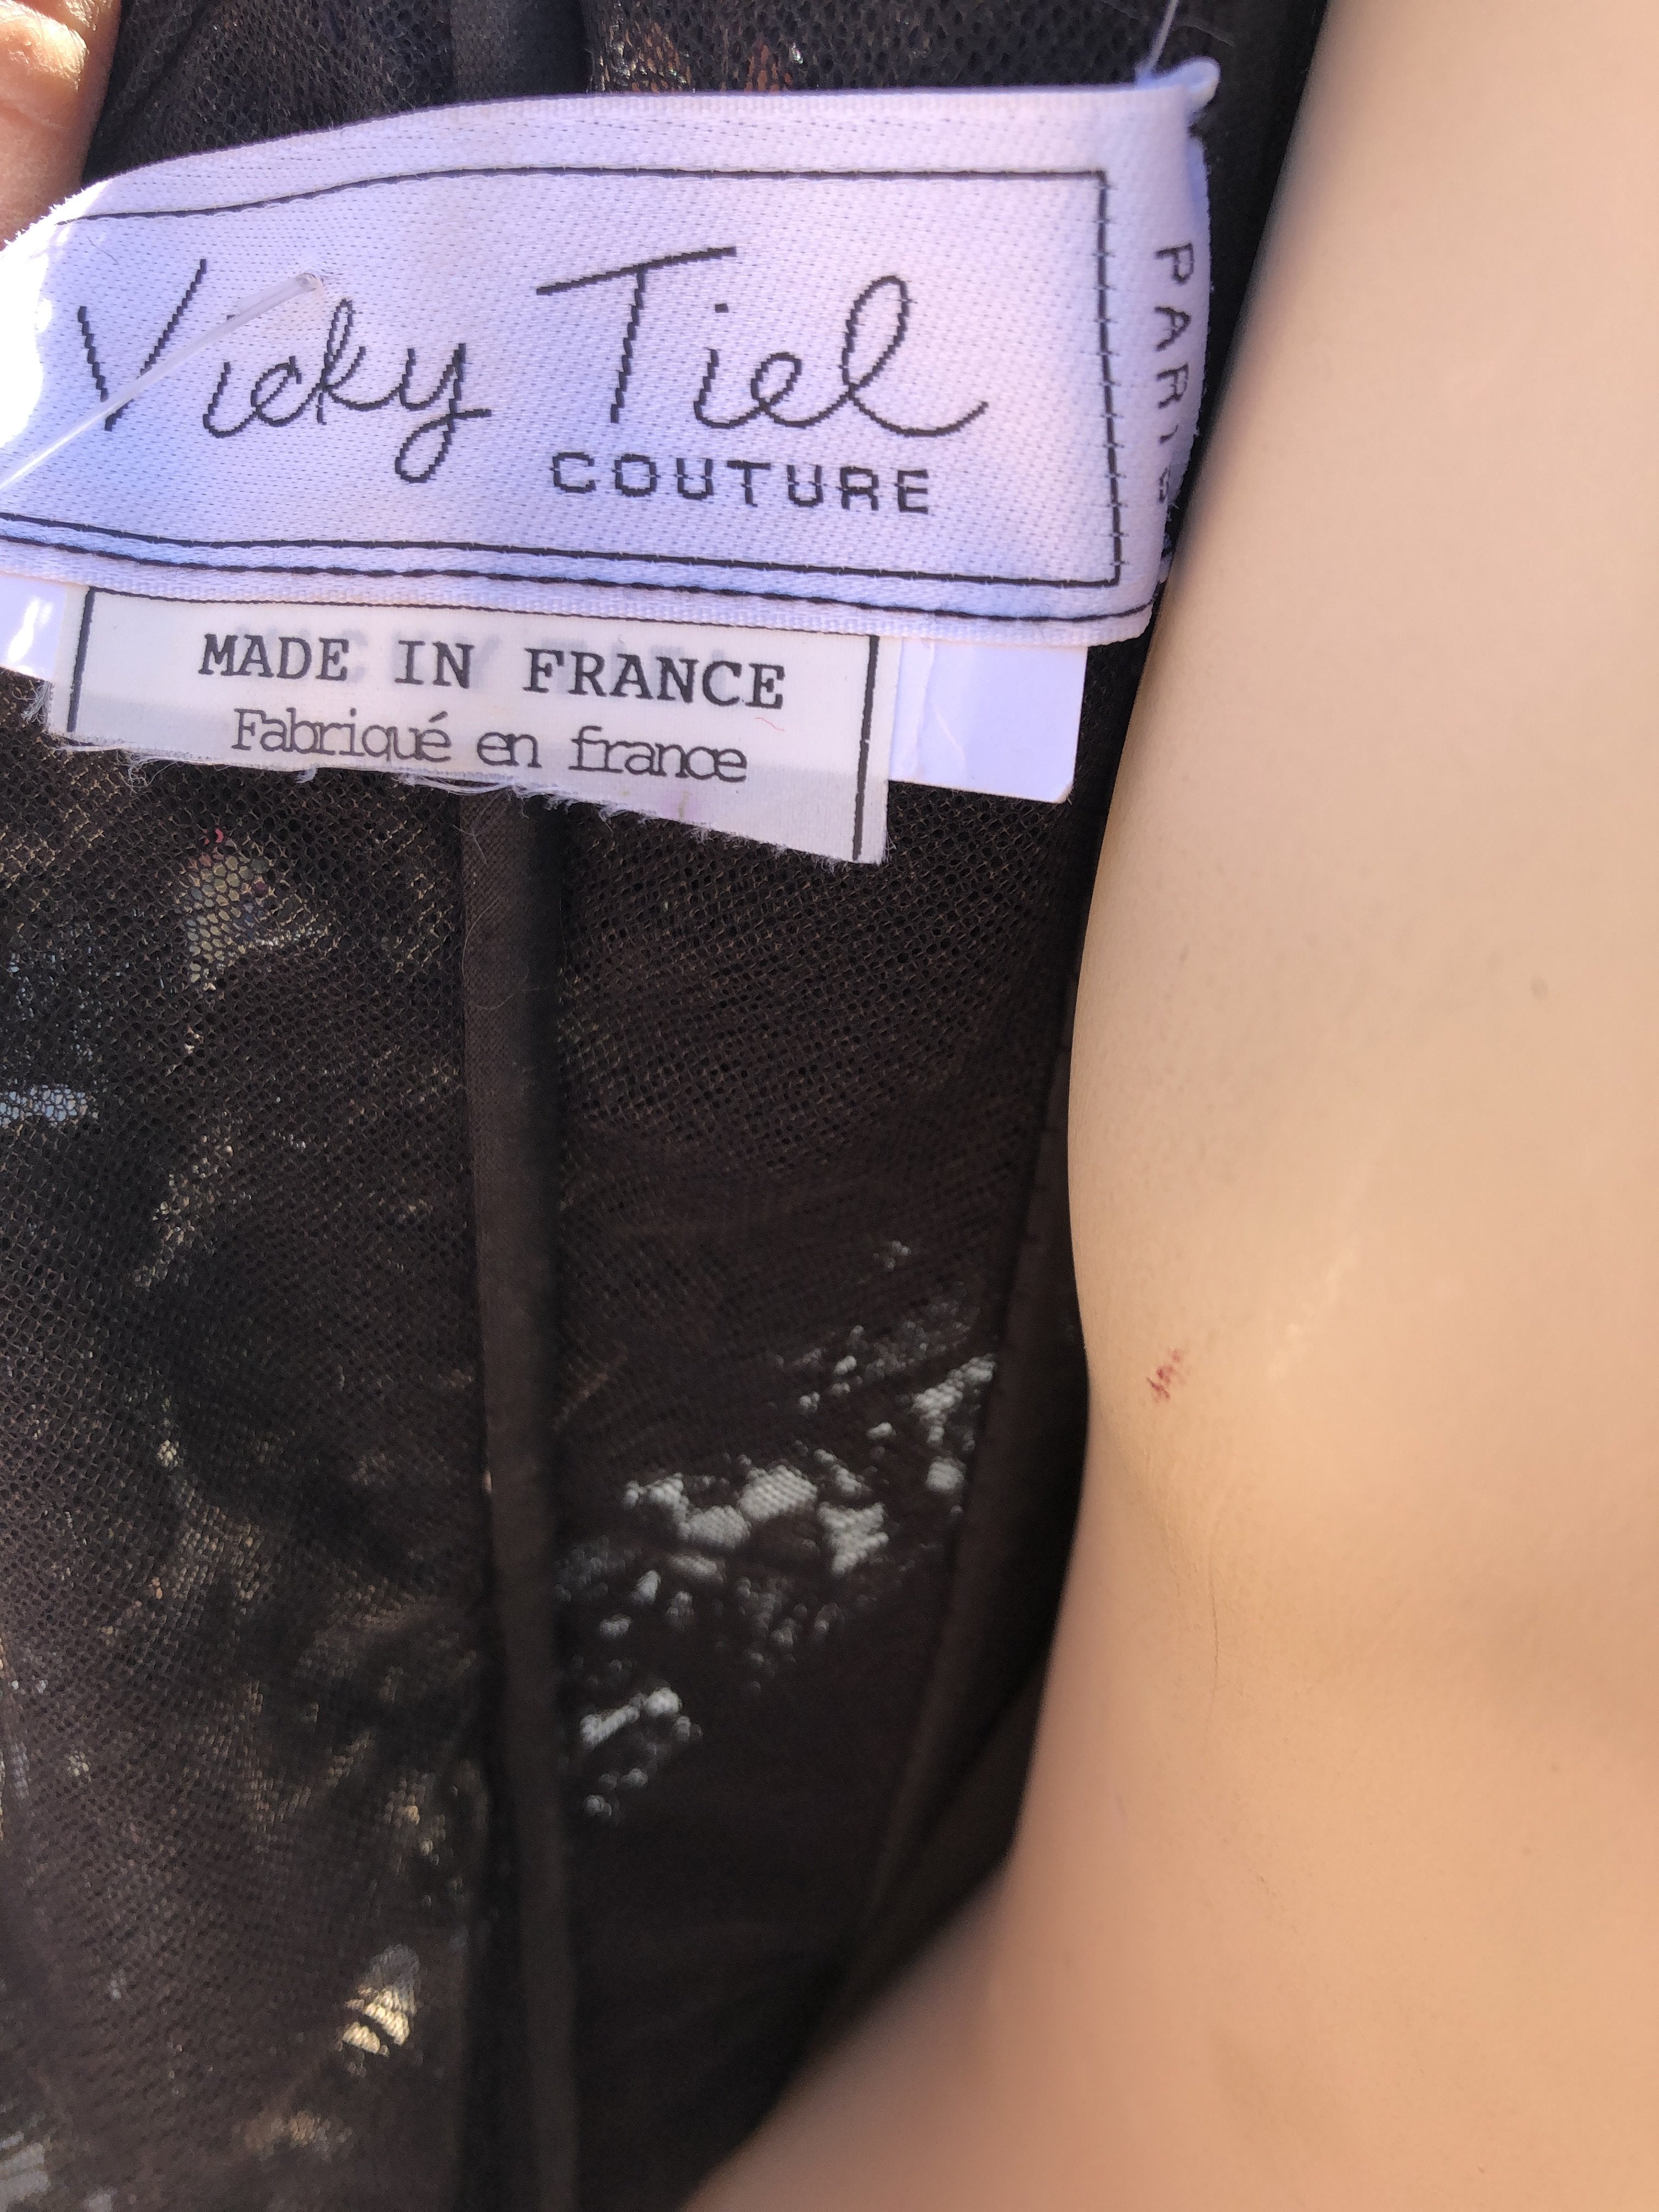 Vicky Tiel
COUTURE
PARIS
MADE IN FRANCE
Fabriqué en france